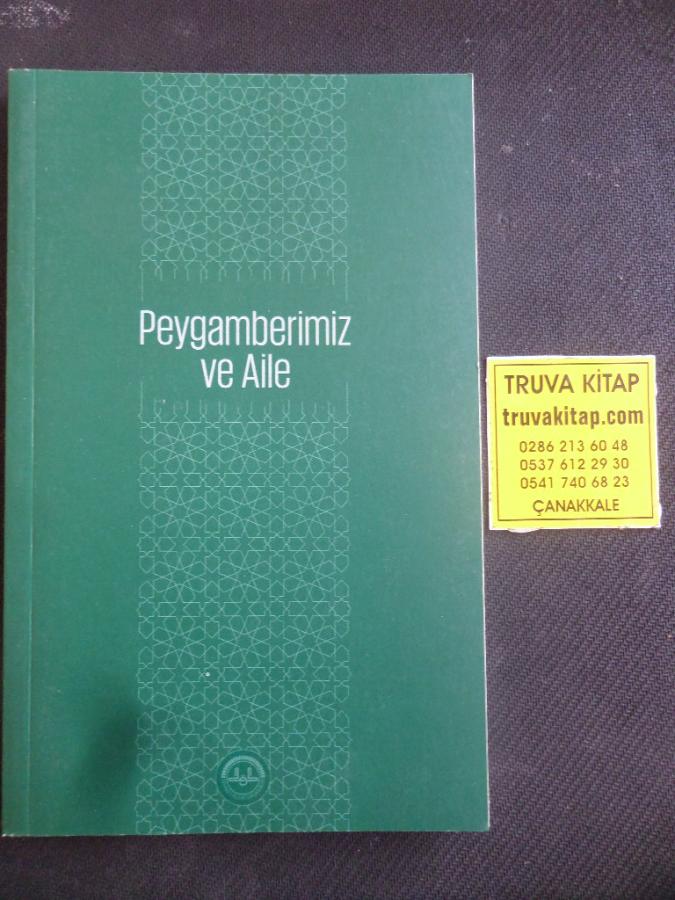 Peygamberimiz
ve Aile
TRUVA KİTAP
truvakitap.com
0286 213 60 48
0537 612 29 30
0541 740 68 23
ÇANAKKALE